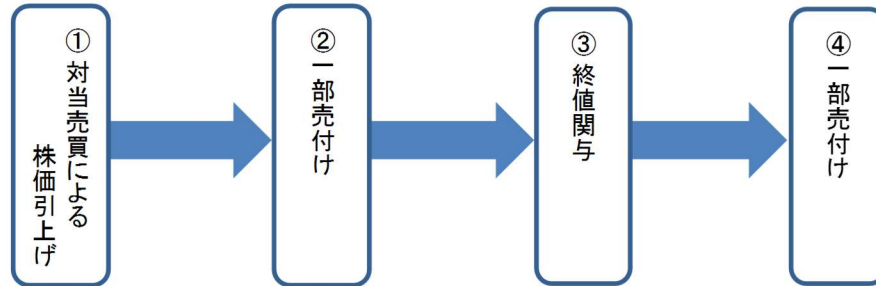 ①対当売買による
株価引上げ
②一部売付け
③終値関与
④一部売付け